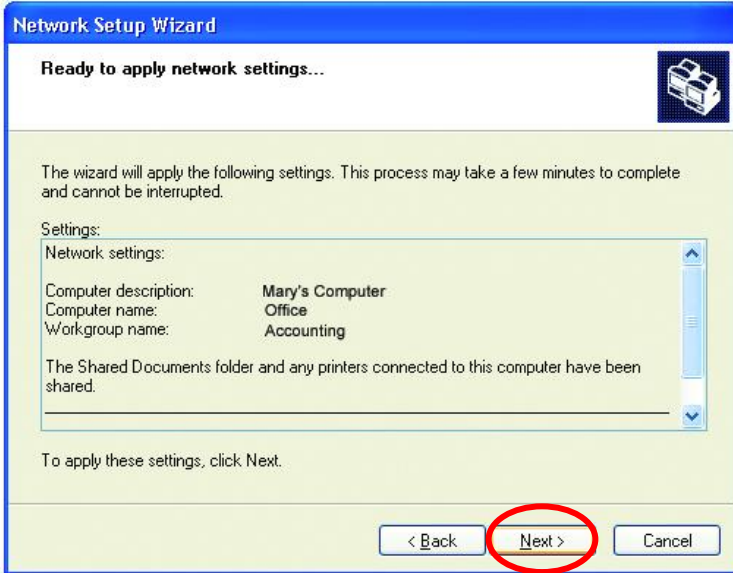 Network Setup Wizard
Ready to apply network settings...
The wizard will apply the following settings. This process may take a few minutes to complete
and cannot be interrupted.
Settings:
Network settings:
Computer description: Mary's Computer
Computer name: Office
Workgroup name: Accounting
The Shared Documents folder and any printers connected to this computer have been
shared.
To apply these settings, click Next.
< Back Next > Cancel